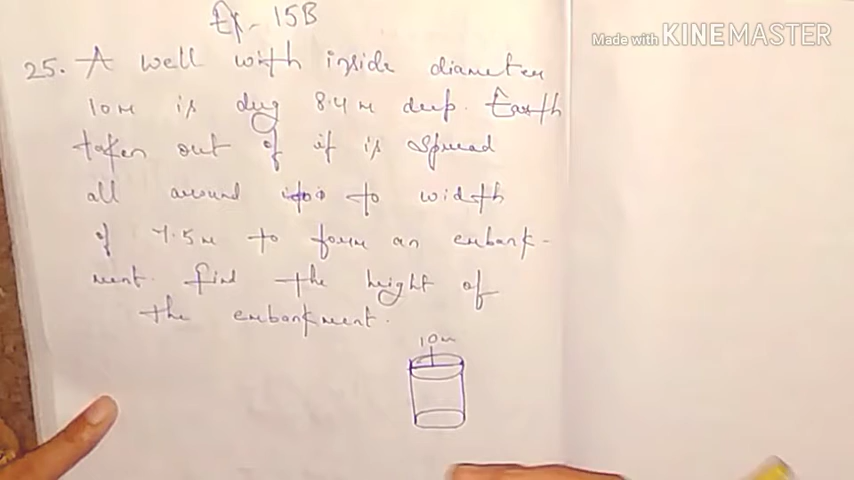 Ex - 15B
Made with KINEMASTER
25. A well with inside diameter
10m is dug 8.4m deep. Earth
taken out of it is spread
all around to width
of 7.5m to form an embank-
ment. find the height of
the embankment.
10m